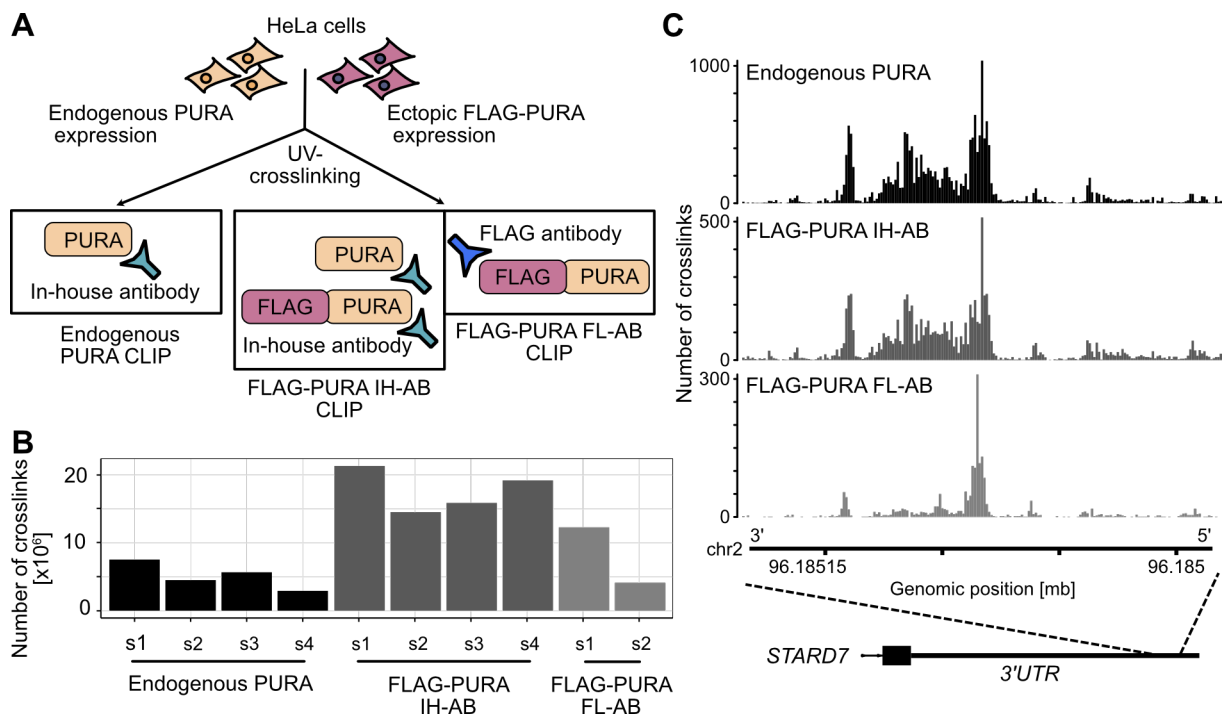 A
HeLa cells
Endogenous PURA
expression
Ectopic FLAG-PURA
expression
UV-
crosslinking
PURA
In-house antibody
Endogenous
PURA CLIP
PURA
FLAG
PURA
In-house antibody
FLAG-PURA IH-AB
CLIP
FLAG antibody
FLAG
PURA
FLAG-PURA FL-AB
CLIP
B
Number of crosslinks
[x10⁶]
20
10
0
s1
s2
s3
s4
s1
s2
s3
s4
s1
s2
Endogenous PURA
FLAG-PURA
IH-AB
FLAG-PURA
FL-AB
C
Number of crosslinks
1000
0
Endogenous PURA
500
0
FLAG-PURA IH-AB
300
0
FLAG-PURA FL-AB
3'
5'
chr2
96.18515
96.185
Genomic position [mb]
STARD7
3'UTR